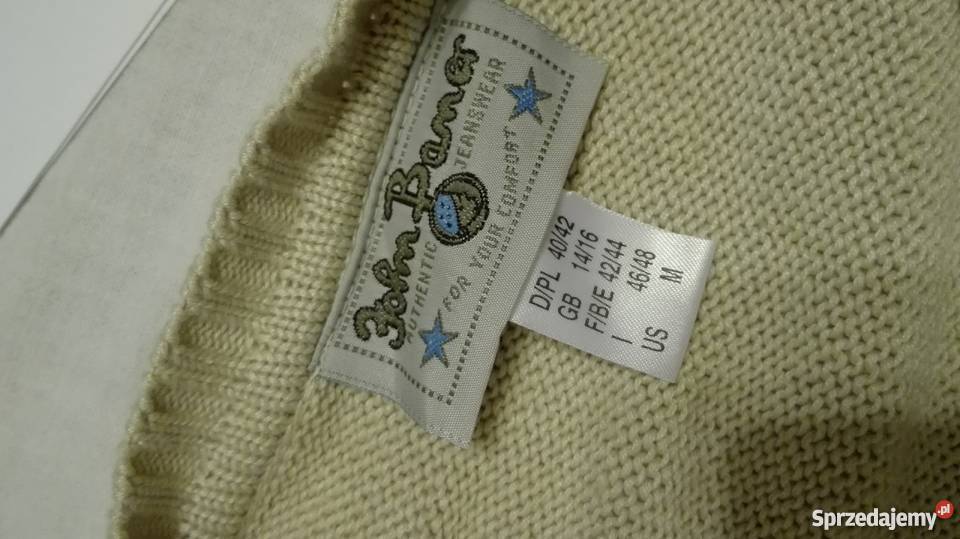 John Baner
AUTHENTIC JEANSWEAR
FOR YOUR COMFORT
D/PL 40/42
GB 14/16
F/B/E 42/44
I 46/48
US M
Sprzedajemy.pl